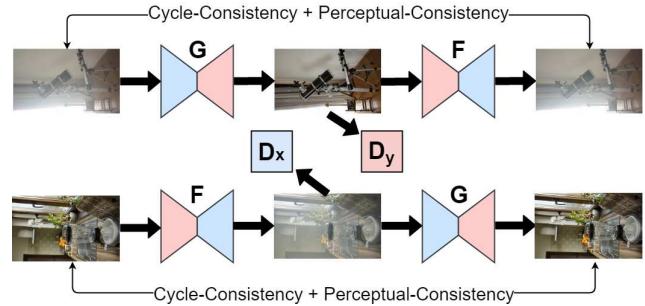 Cycle-Consistency + Perceptual-Consistency
G
F
Dx
Dy
F
G
Cycle-Consistency + Perceptual-Consistency